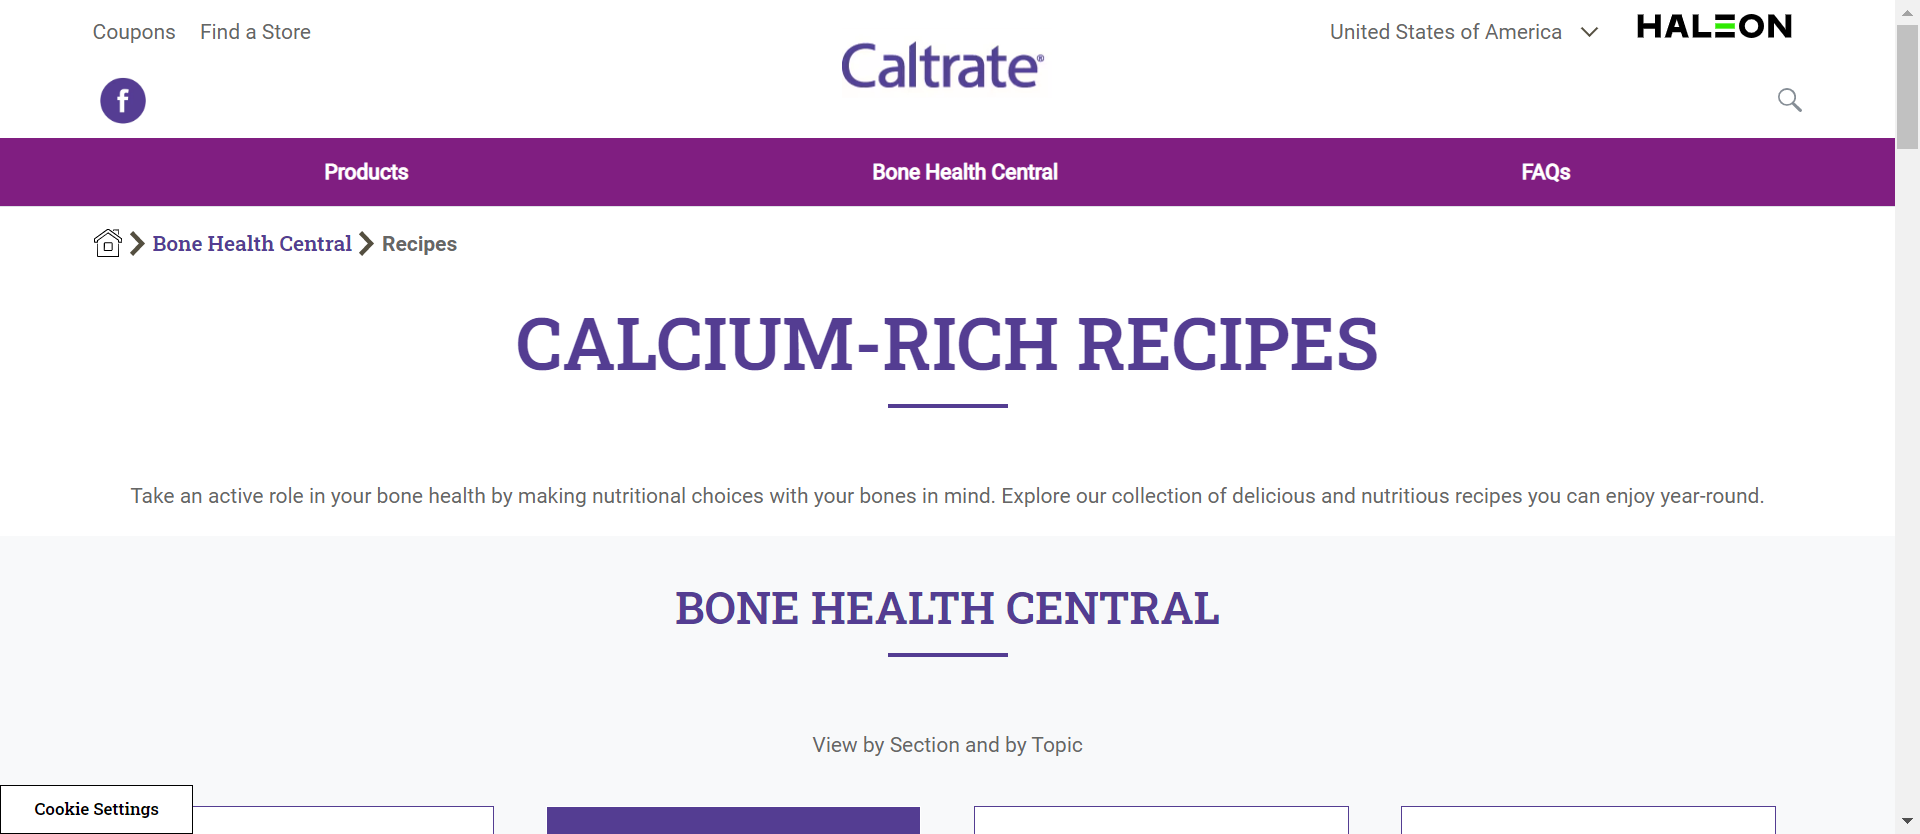 Coupons Find a Store
United States of America
HALEON
Caltrate®
f
Products Bone Health Central FAQs
Bone Health Central Recipes
CALCIUM-RICH RECIPES
Take an active role in your bone health by making nutritional choices with your bones in mind. Explore our collection of delicious and nutritious recipes you can enjoy year-round.
BONE HEALTH CENTRAL
View by Section and by Topic
Cookie Settings